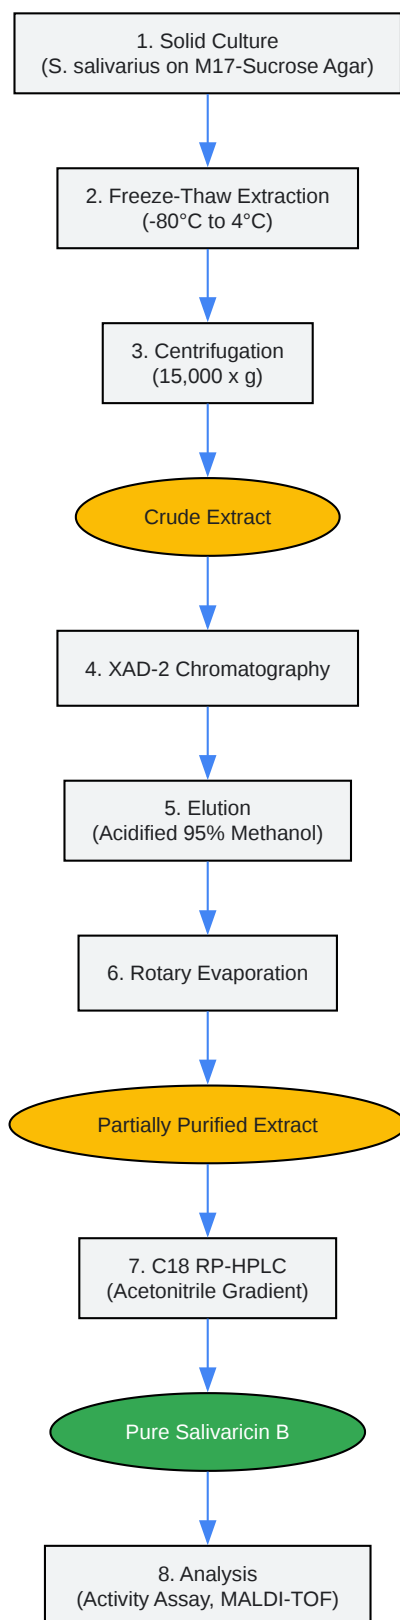 1. Solid Culture
(S. salivarius on M17-Sucrose Agar)
2. Freeze-Thaw Extraction
(-80°C to 4°C)
3. Centrifugation
(15,000 x g)
Crude Extract
4. XAD-2 Chromatography
5. Elution
(Acidified 95% Methanol)
6. Rotary Evaporation
Partially Purified Extract
7. C18 RP-HPLC
(Acetonitrile Gradient)
Pure Salivaricin B
8. Analysis
(Activity Assay, MALDI-TOF)